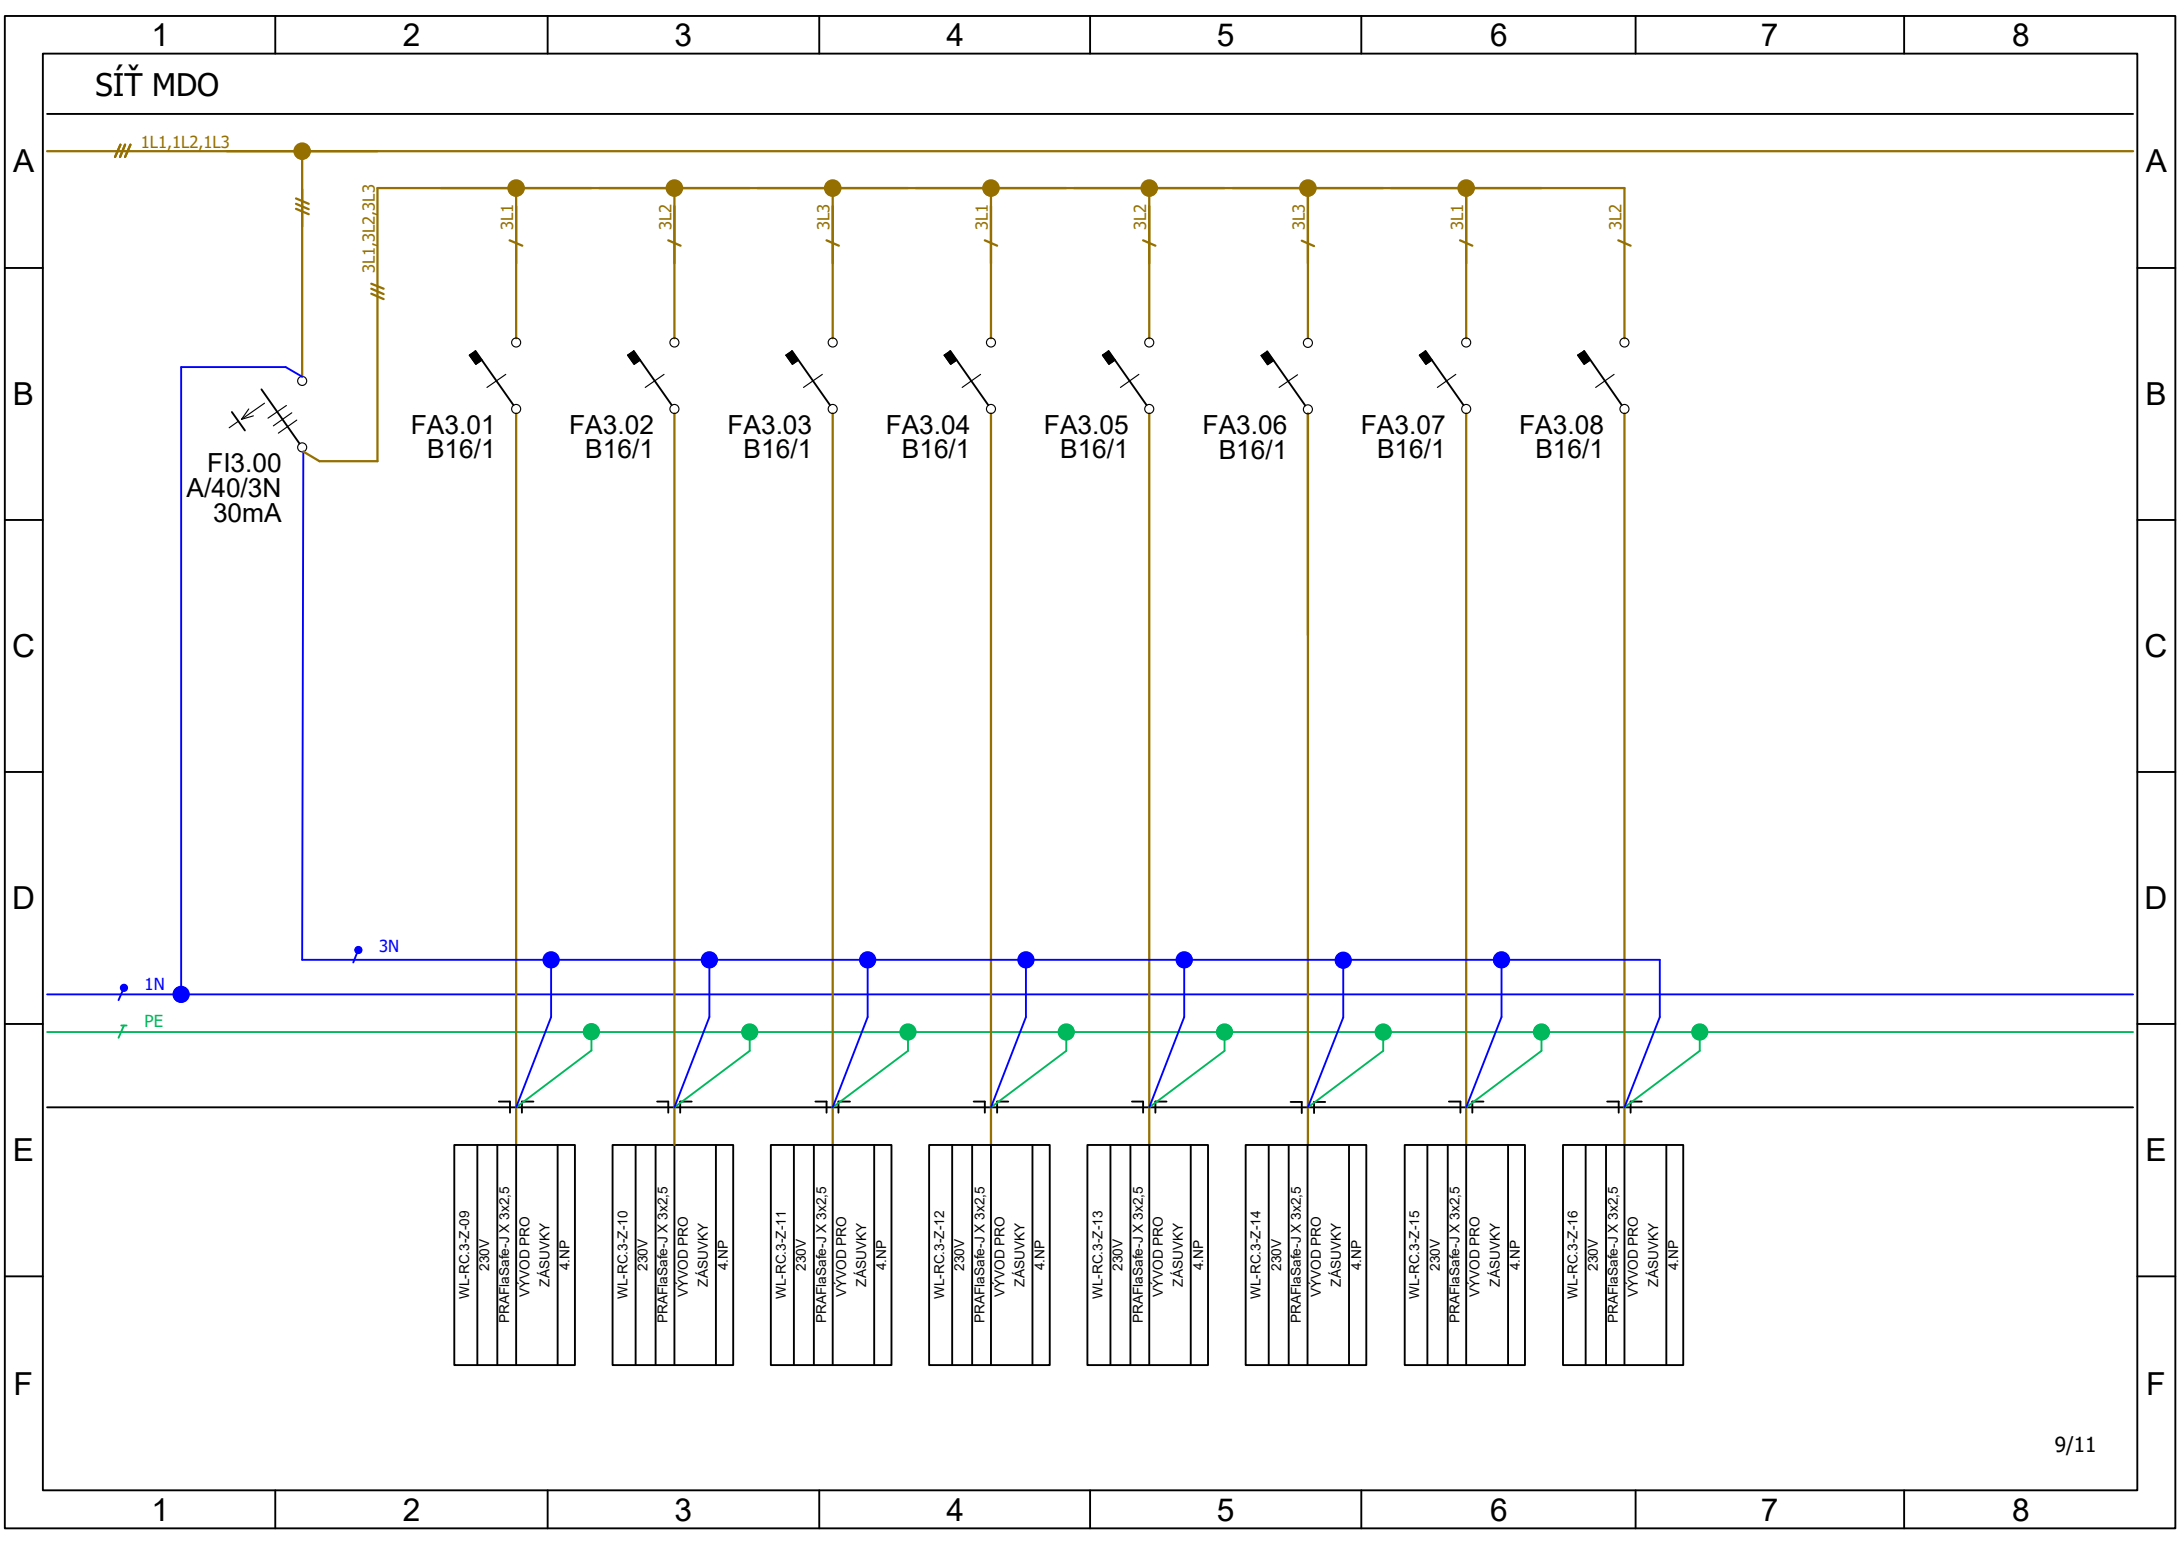 1 2 3 4 5 6 7 8
SÍŤ MDO
A A
1L1,1L2,1L3
3L1,3L2,3L3
3L1 3L2 3L3 3L1 3L2 3L3 3L1 3L2
B B
FI3.00
A/40/3N
30mA
FA3.01 FA3.02 FA3.03 FA3.04 FA3.05 FA3.06 FA3.07 FA3.08
B16/1 B16/1 B16/1 B16/1 B16/1 B16/1 B16/1 B16/1
C C
D D
3N
1N
PE
E E
WL-RC.3-Z-09
230V
PRAFlaSafe-J X 3x2,5
VÝVOD PRO
ZÁSUVKY
4.NP
WL-RC.3-Z-10
230V
PRAFlaSafe-J X 3x2,5
VÝVOD PRO
ZÁSUVKY
4.NP
WL-RC.3-Z-11
230V
PRAFlaSafe-J X 3x2,5
VÝVOD PRO
ZÁSUVKY
4.NP
WL-RC.3-Z-12
230V
PRAFlaSafe-J X 3x2,5
VÝVOD PRO
ZÁSUVKY
4.NP
WL-RC.3-Z-13
230V
PRAFlaSafe-J X 3x2,5
VÝVOD PRO
ZÁSUVKY
4.NP
WL-RC.3-Z-14
230V
PRAFlaSafe-J X 3x2,5
VÝVOD PRO
ZÁSUVKY
4.NP
WL-RC.3-Z-15
230V
PRAFlaSafe-J X 3x2,5
VÝVOD PRO
ZÁSUVKY
4.NP
WL-RC.3-Z-16
230V
PRAFlaSafe-J X 3x2,5
VÝVOD PRO
ZÁSUVKY
4.NP
F F
9/11
1 2 3 4 5 6 7 8